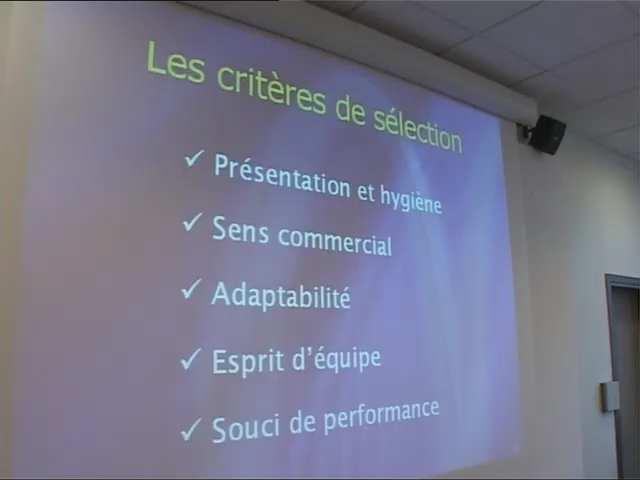 Les critères de sélection
✓ Présentation et hygiène
✓ Sens commercial
✓ Adaptabilité
✓ Esprit d'équipe
✓ Souci de performance